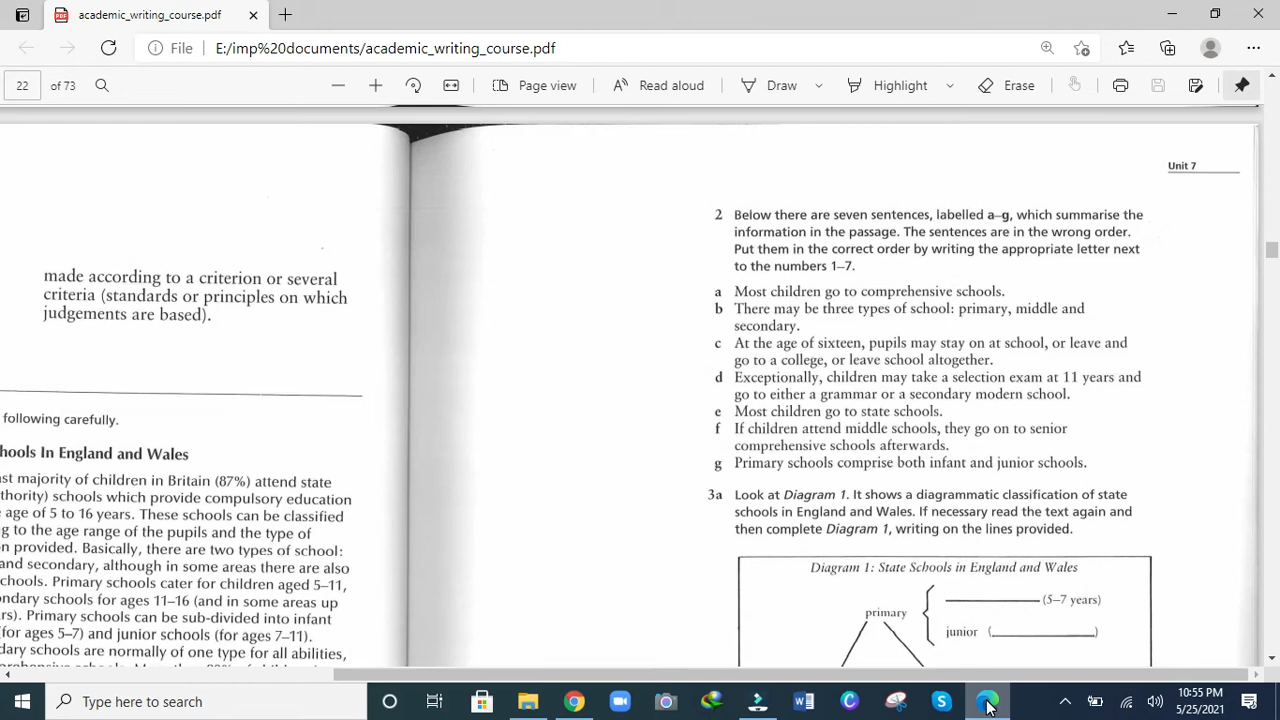 academic_writing_course.pdf
File
E:/imp%20documents/academic_writing_course.pdf
22 of 73
Page view
Read aloud
Draw
Highlight
Erase
made according to a criterion or several
criteria (standards or principles on which
judgements are based).
following carefully.
hools In England and Wales
st majority of children in Britain (87%) attend state
thority) schools which provide compulsory education
e age of 5 to 16 years. These schools can be classified
g to the age range of the pupils and the type of
n provided. Basically, there are two types of school:
and secondary, although in some areas there are also
chools. Primary schools cater for children aged 5–11,
ondary schools for ages 11–16 (and in some areas up
rs). Primary schools can be sub-divided into infant
(for ages 5–7) and junior schools (for ages 7–11).
dary schools are normally of one type for all abilities,
Unit 7
2 Below there are seven sentences, labelled a–g, which summarise the
information in the passage. The sentences are in the wrong order.
Put them in the correct order by writing the appropriate letter next
to the numbers 1–7.
a Most children go to comprehensive schools.
b There may be three types of school: primary, middle and
secondary.
c At the age of sixteen, pupils may stay on at school, or leave and
go to a college, or leave school altogether.
d Exceptionally, children may take a selection exam at 11 years and
go to either a grammar or a secondary modern school.
e Most children go to state schools.
f If children attend middle schools, they go on to senior
comprehensive schools afterwards.
g Primary schools comprise both infant and junior schools.
3a Look at Diagram 1. It shows a diagrammatic classification of state
schools in England and Wales. If necessary read the text again and
then complete Diagram 1, writing on the lines provided.
Diagram 1: State Schools in England and Wales
(5–7 years)
primary
junior (          )
Type here to search
10:55 PM
5/25/2021